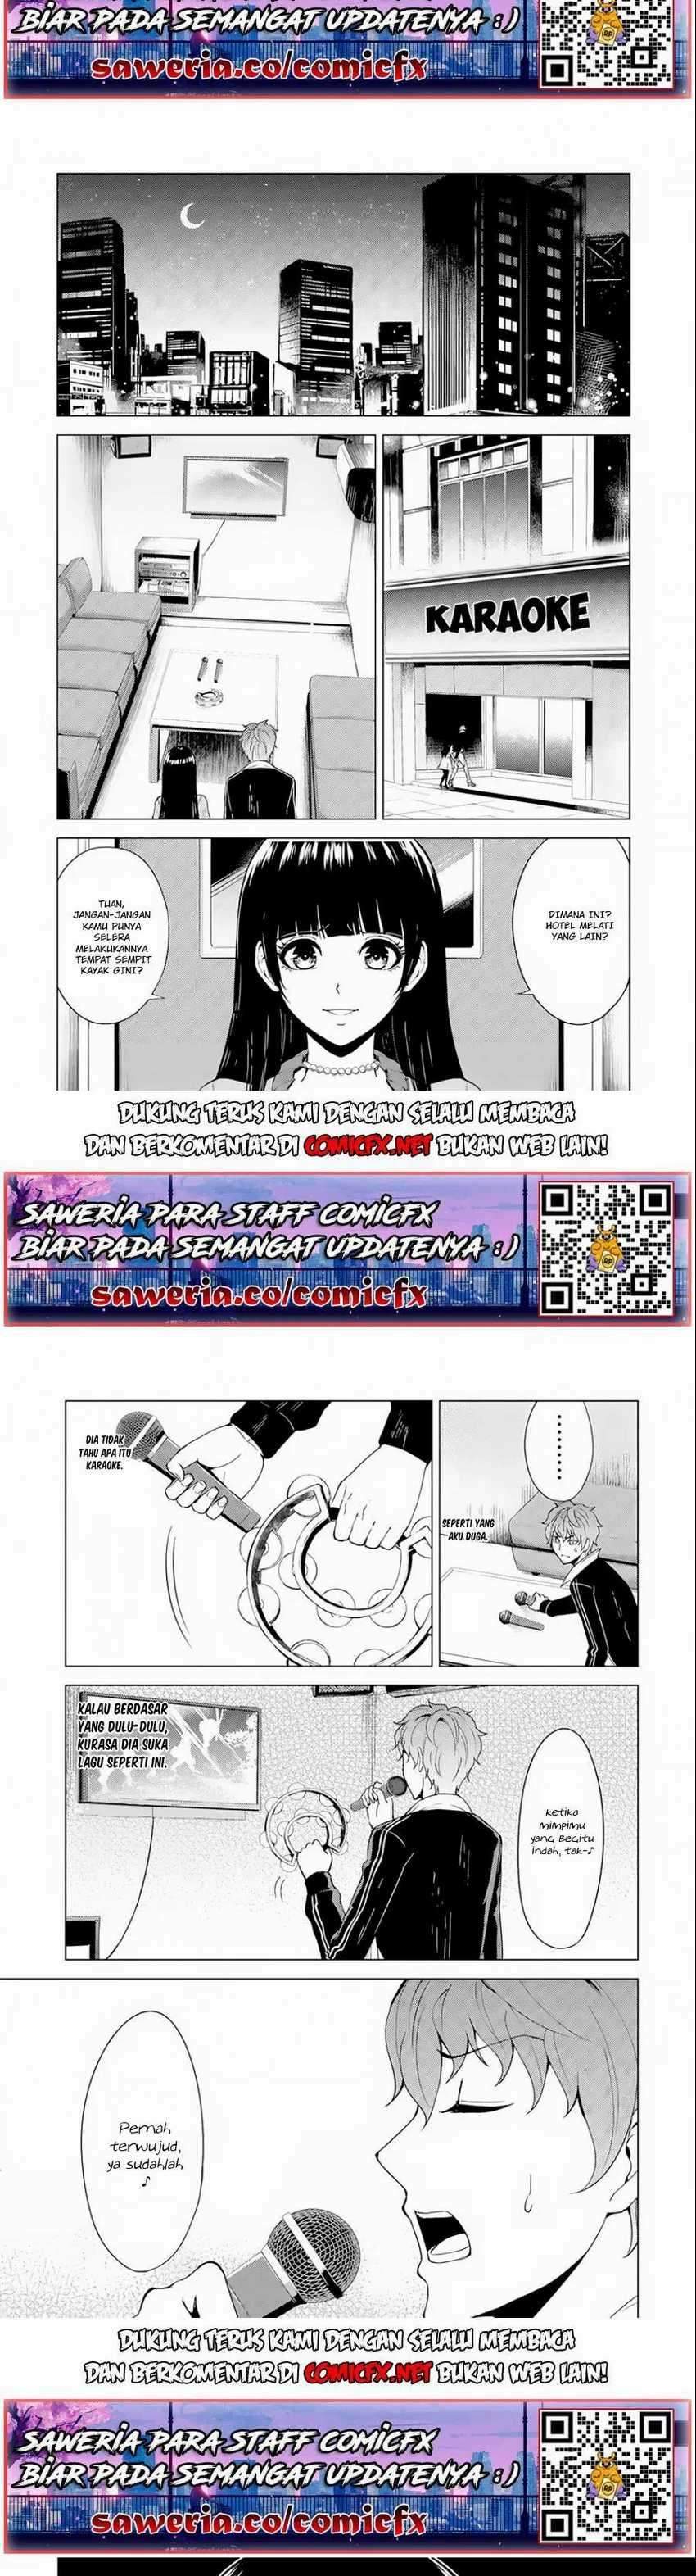 BIAR PADA SEMANGAT UPDATENYA :)
saweria.co/comicfx
KARAOKE
DIMANA INI?
HOTEL MELATI
YANG LAIN?
TUAN,
JANGAN-JANGAN
KAMU PUNYA
SELERA
MELAKUKANNYA
TEMPAT SEMPIT
KAYAK GINI?
DUKUNG TERUS KAMI DENGAN SELALU MEMBACA
DAN BERKOMENTAR DI COMICFX.NET BUKAN WEB LAIN!
SAWERIA PARA STAFF COMICFX
BIAR PADA SEMANGAT UPDATENYA :)
saweria.co/comicfx
SEPERTI YANG
AKU DUGA.
DIA TIDAK
TAHU APA ITU
KARAOKE.
KALAU BERDASAR
YANG DULU-DULU,
KURASA DIA SUKA
LAGU SEPERTI INI.
ketika
mimpimu
yang Begitu
indah, tak-♪
Pernah
terwujud,
ya sudahlah
♪
DUKUNG TERUS KAMI DENGAN SELALU MEMBACA
DAN BERKOMENTAR DI COMICFX.NET BUKAN WEB LAIN!
SAWERIA PARA STAFF COMICFX
BIAR PADA SEMANGAT UPDATENYA :)
saweria.co/comicfx